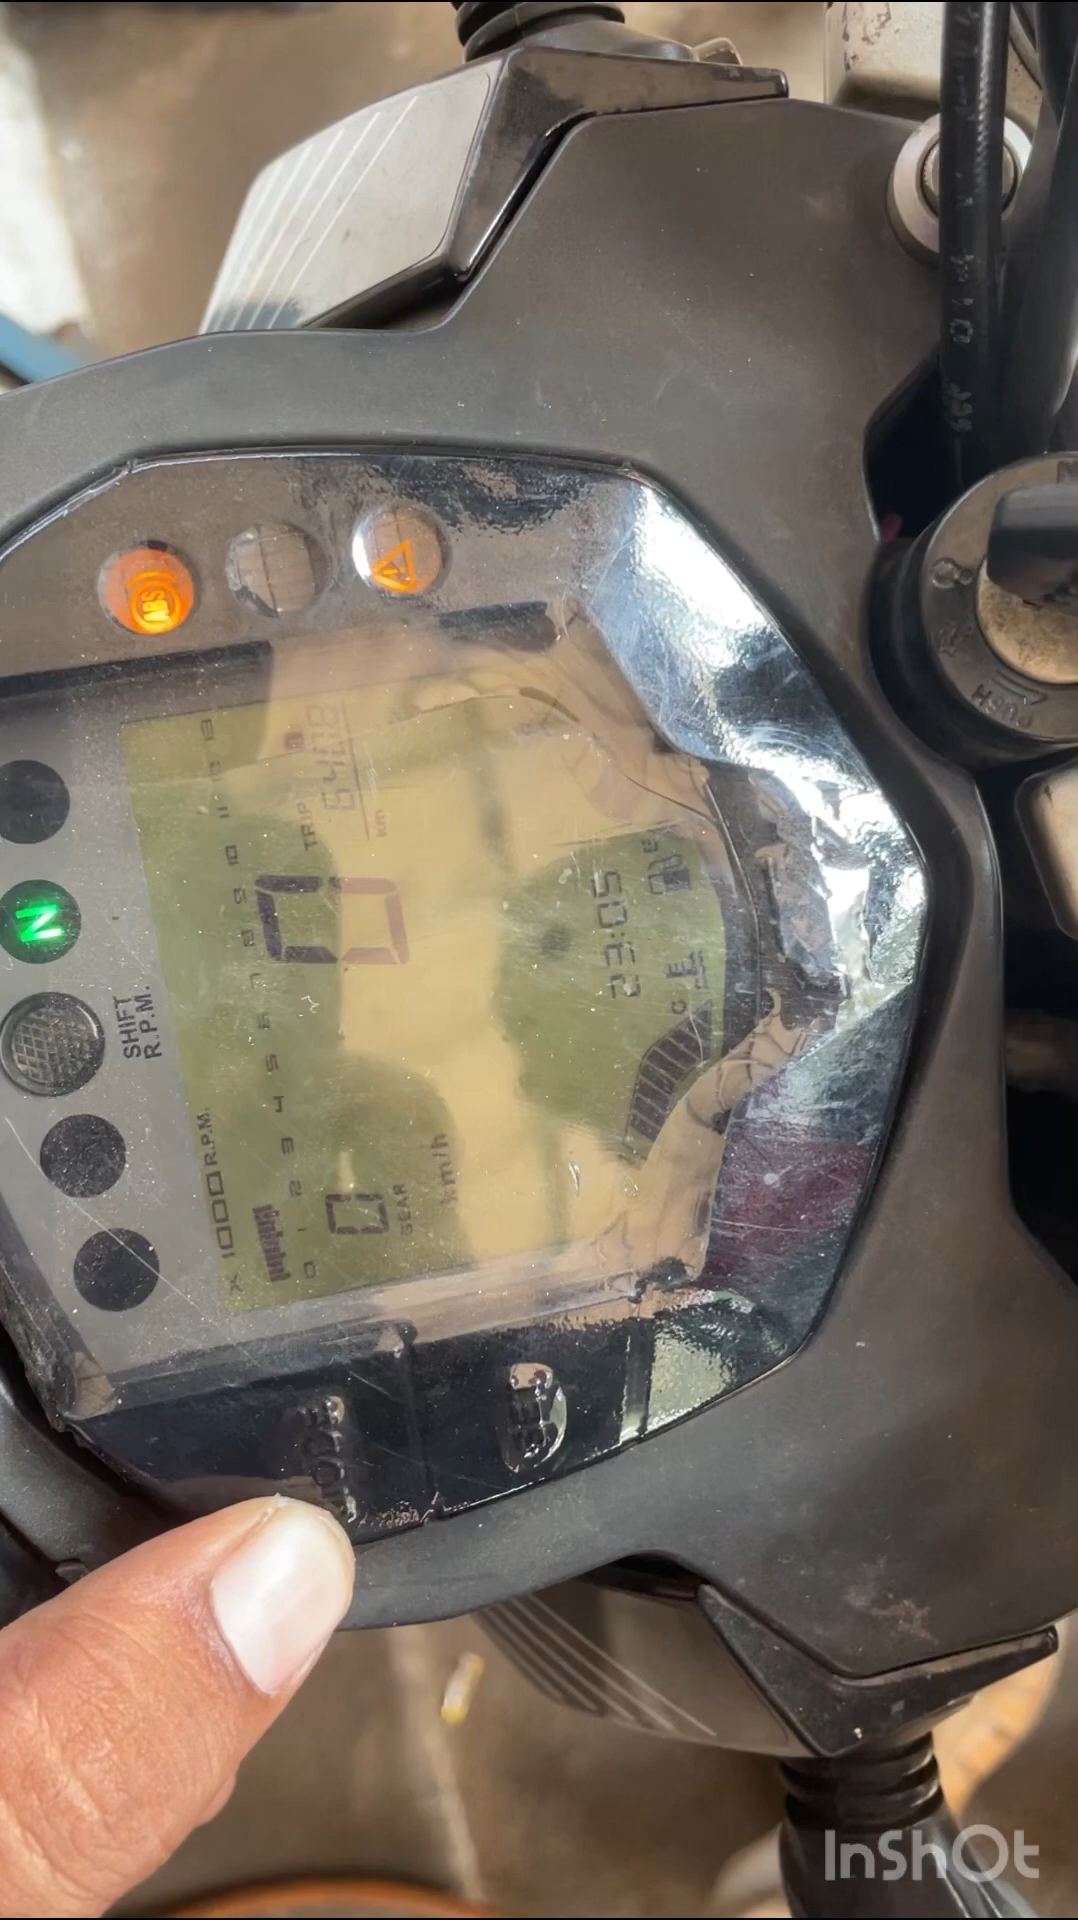 ABS
N
SHIFT
R.P.M.
X 1000 R.P.M.
0 1 2 3 4 5 6 7 8 9 10 11 12 13
0
GEAR
0
km/h
TRIP
6408
km
23:05
C
E
E
MODE
SET
PUSH
InShOt